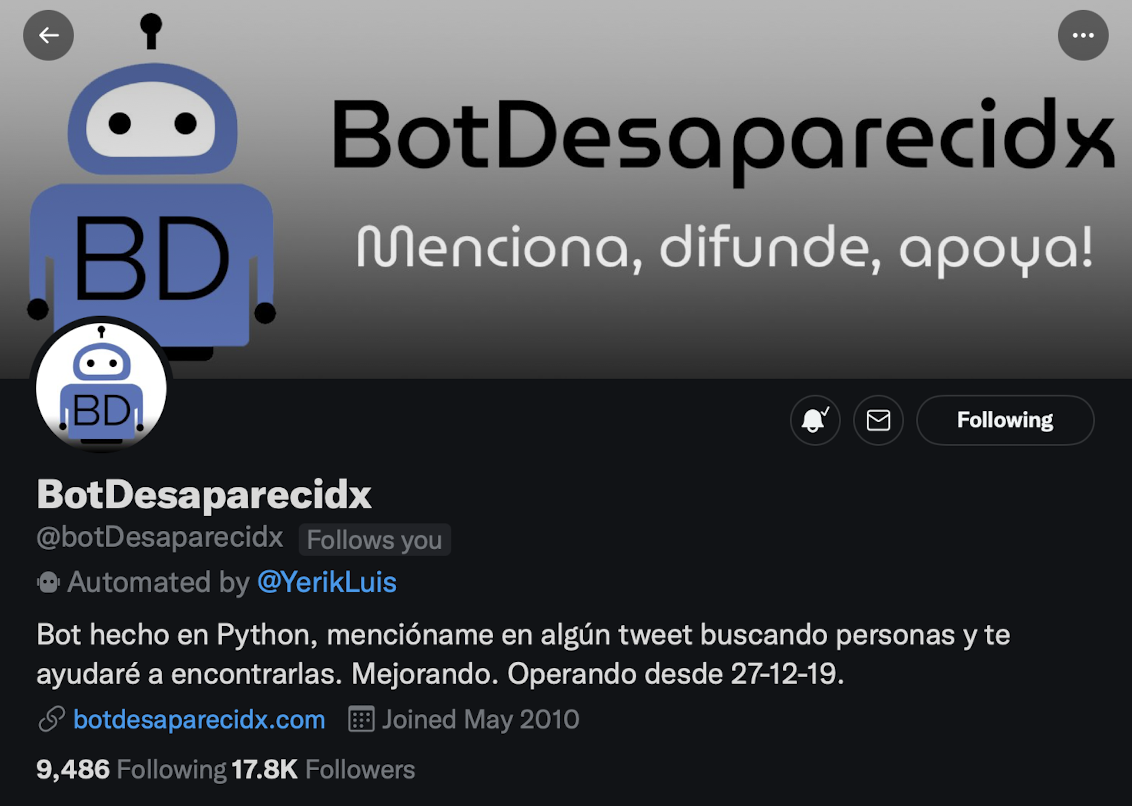 BotDesaparecidx
Menciona, difunde, apoya!
BD
BD
Following
BotDesaparecidx
@botDesaparecidx Follows you
Automated by @YerikLuis
Bot hecho en Python, mencióname en algún tweet buscando personas y te
ayudaré a encontrarlas. Mejorando. Operando desde 27-12-19.
botdesaparecidx.com Joined May 2010
9,486 Following 17.8K Followers